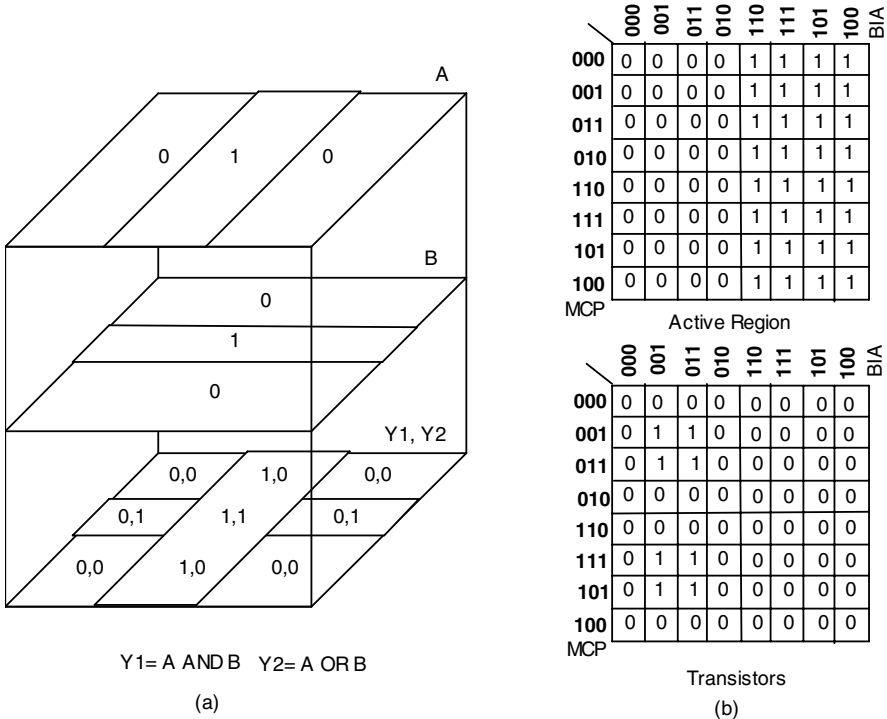 A
0 1 0
B
0
1
0
Y1, Y2
0,0 1,0 0,0
0,1 1,1 0,1
0,0 1,0 0,0
Y1= A AND B Y2= A OR B
(a)
000 001 011 010 110 111 101 100 BIA
000 0 0 0 0 1 1 1 1
001 0 0 0 0 1 1 1 1
011 0 0 0 0 1 1 1 1
010 0 0 0 0 1 1 1 1
110 0 0 0 0 1 1 1 1
111 0 0 0 0 1 1 1 1
101 0 0 0 0 1 1 1 1
100 0 0 0 0 1 1 1 1
MCP
Active Region
000 001 011 010 110 111 101 100 BIA
000 0 0 0 0 0 0 0 0
001 0 1 1 0 0 0 0 0
011 0 1 1 0 0 0 0 0
010 0 0 0 0 0 0 0 0
110 0 0 0 0 0 0 0 0
111 0 1 1 0 0 0 0 0
101 0 1 1 0 0 0 0 0
100 0 0 0 0 0 0 0 0
MCP
Transistors
(b)